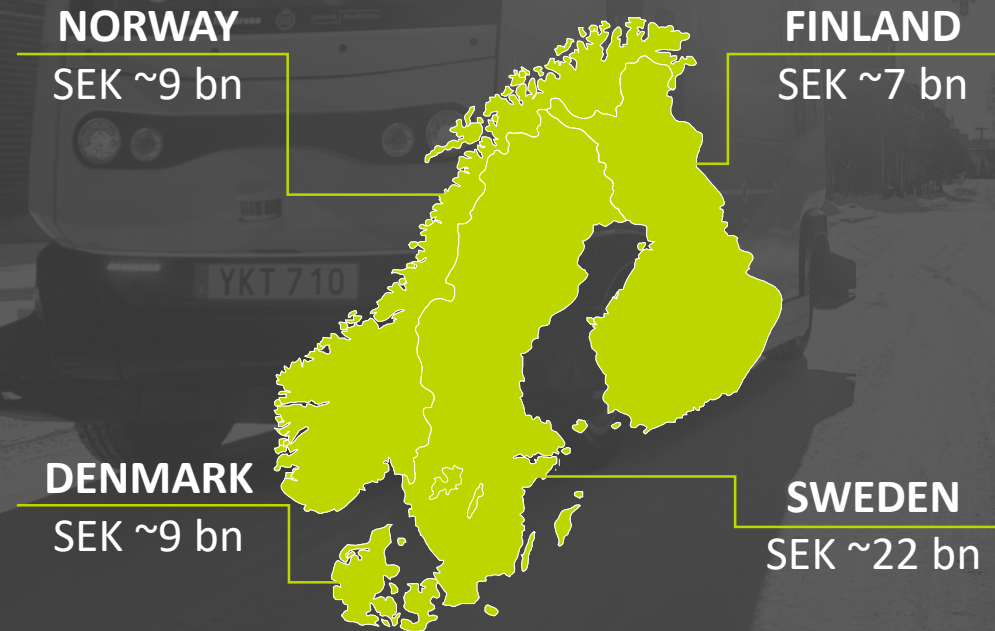 NORWAY
SEK ~9 bn
FINLAND
SEK ~7 bn
YKT 710
DENMARK
SEK ~9 bn
SWEDEN
SEK ~22 bn